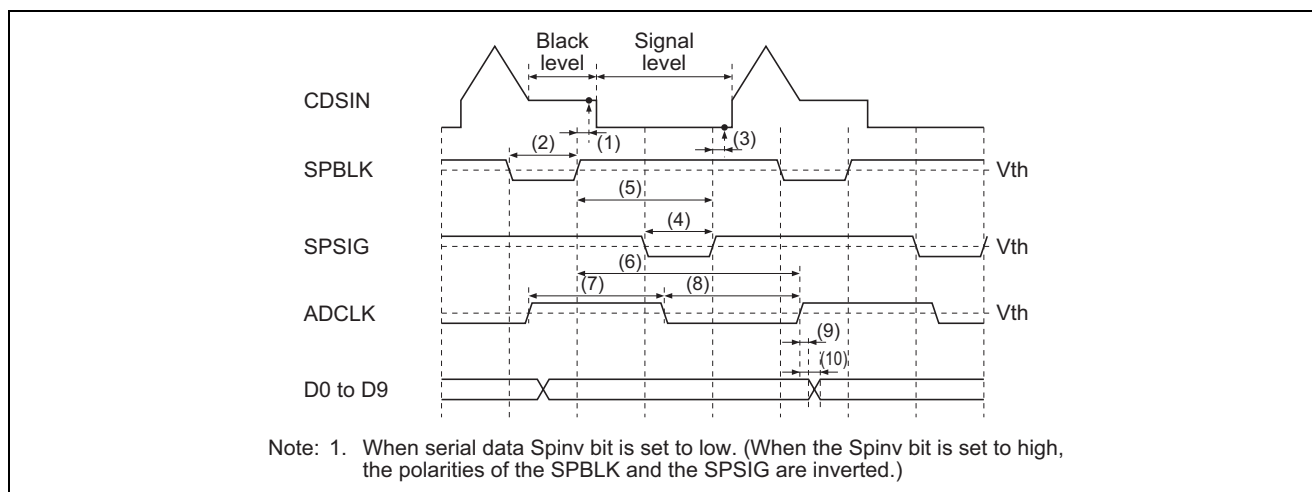 Black
level
Signal
level
CDSIN
(1)
(3)
(2)
SPBLK
Vth
(5)
(4)
SPSIG
Vth
(6)
(7)
(8)
ADCLK
Vth
(9)
(10)
D0 to D9
Note: 1. When serial data Spinv bit is set to low. (When the Spinv bit is set to high,
the polarities of the SPBLK and the SPSIG are inverted.)